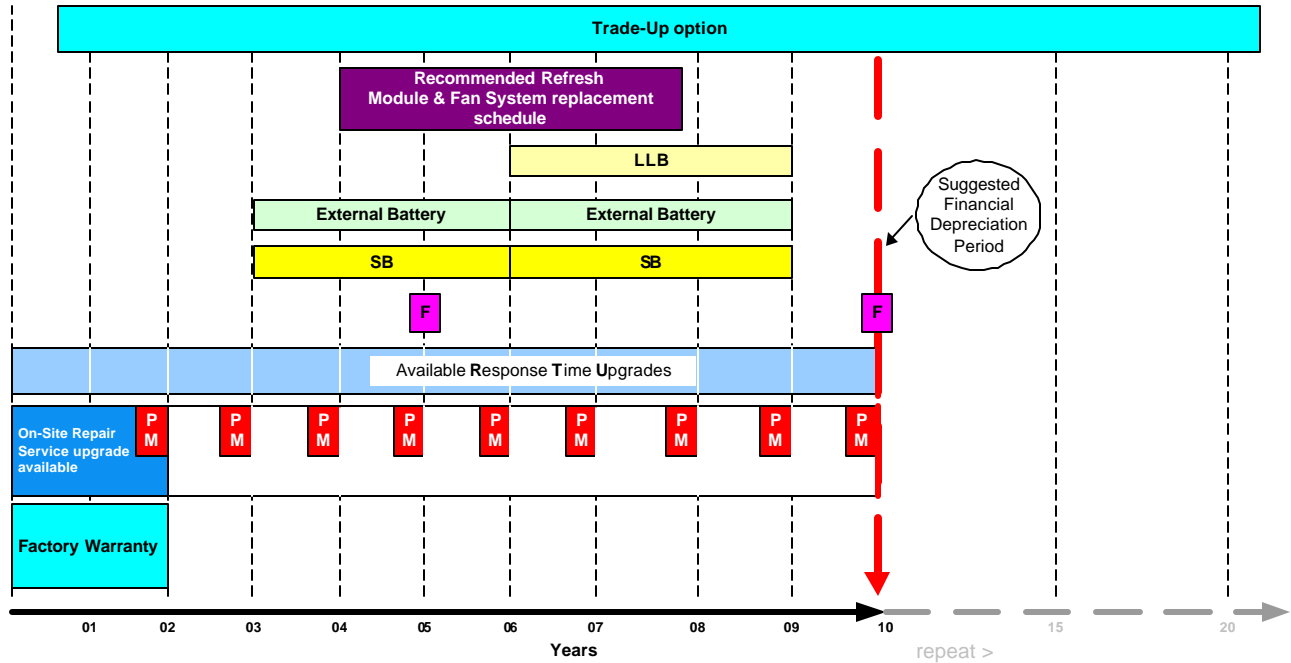 Trade-Up option
Recommended Refresh
Module & Fan System replacement
schedule
LLB
Suggested
Financial
Depreciation
Period
External Battery
External Battery
SB
SB
F
F
Available Response Time Upgrades
On-Site Repair
Service upgrade
available
P
M
P
M
P
M
P
M
P
M
P
M
P
M
P
M
P
M
Factory Warranty
01
02
03
04
05
06
07
08
09
10
15
20
Years
repeat >